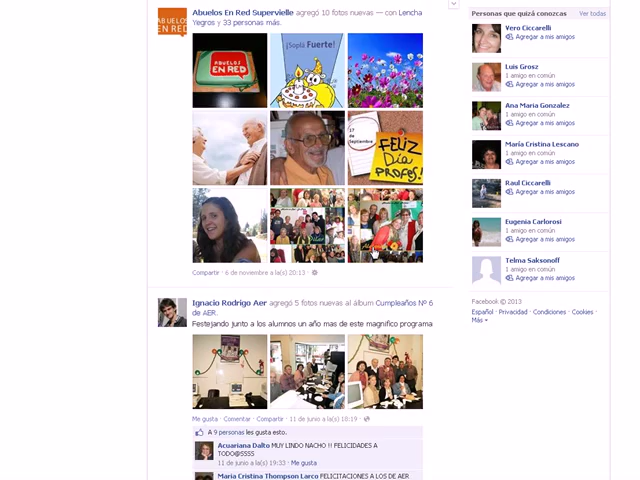 ABUELOS
EN RED
Abuelos En Red Supervielle agregó 10 fotos nuevas — con Lencha
Yegros y 33 personas más.
ABUELOS
EN RED
¡Soplá Fuerte!
17
de
Septiembre
FELIZ
Día
PROFES!
Compartir · 6 de noviembre a la(s) 20:13 ·
Ignacio Rodrigo Aer agregó 5 fotos nuevas al álbum Cumpleaños Nº 6
de AER.
Festejando junto a los alumnos un año mas de este magnifico programa
Me gusta · Comentar · Compartir · 11 de junio a la(s) 18:19 ·
A 9 personas les gusta esto.
Acuariana Dalto MUY LINDO NACHO !! FELICIDADES A
TODO@SSSS
11 de junio a la(s) 19:33 · Me gusta
Maria Cristina Thompson Larco FELICITACIONES A LOS DE AER
Personas que quizá conozcas
Ver todas
Vero Ciccarelli
Agregar a mis amigos
Luis Grosz
1 amigo en común
Agregar a mis amigos
Ana Maria Gonzalez
1 amigo en común
Agregar a mis amigos
María Cristina Lescano
1 amigo en común
Agregar a mis amigos
Raul Ciccarelli
Agregar a mis amigos
Eugenia Carlorosi
1 amigo en común
Agregar a mis amigos
Telma Saksonoff
1 amigo en común
Agregar a mis amigos
Facebook © 2013
Español · Privacidad · Condiciones · Cookies ·
Más